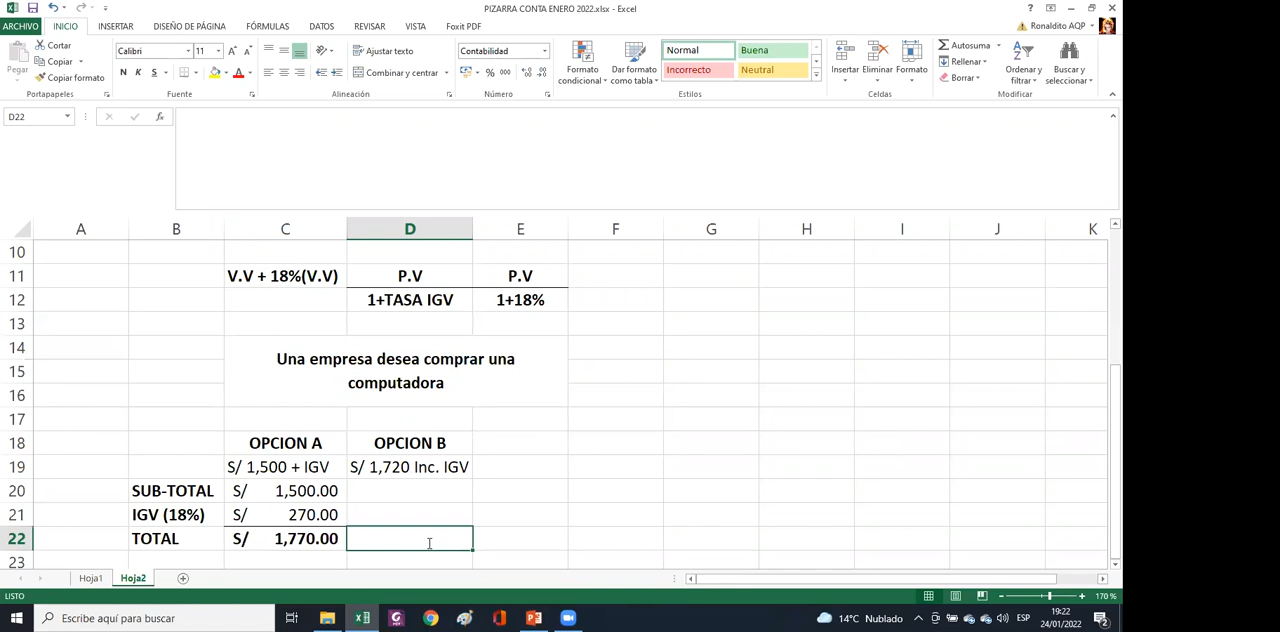 PIZARRA CONTA ENERO 2022.xlsx - Excel
ARCHIVO INICIO INSERTAR DISEÑO DE PÁGINA FÓRMULAS DATOS REVISAR VISTA Foxit PDF Ronaldito AQP
Pegar
Cortar
Copiar
Copiar formato
Portapapeles
Calibri 11
N K S
Fuente
Ajustar texto
Combinar y centrar
Alineación
Contabilidad
% 000
Número
Formato condicional
Dar formato como tabla
Normal Buena
Incorrecto Neutral
Estilos
Insertar Eliminar Formato
Celdas
Autosuma
Rellenar
Borrar
Ordenar y filtrar
Buscar y seleccionar
Modificar
D22 fx
A B C D E F G H I J K
10
11 V.V + 18%(V.V) P.V P.V
12 1+TASA IGV 1+18%
13
14
Una empresa desea comprar una
15
computadora
16
17
18 OPCION A OPCION B
19 S/ 1,500 + IGV S/ 1,720 Inc. IGV
20 SUB-TOTAL S/ 1,500.00
21 IGV (18%) S/ 270.00
22 TOTAL S/ 1,770.00
23
Hoja1 Hoja2
LISTO 170 %
Escribe aquí para buscar 14°C Nublado ESP 19:22
24/01/2022 2